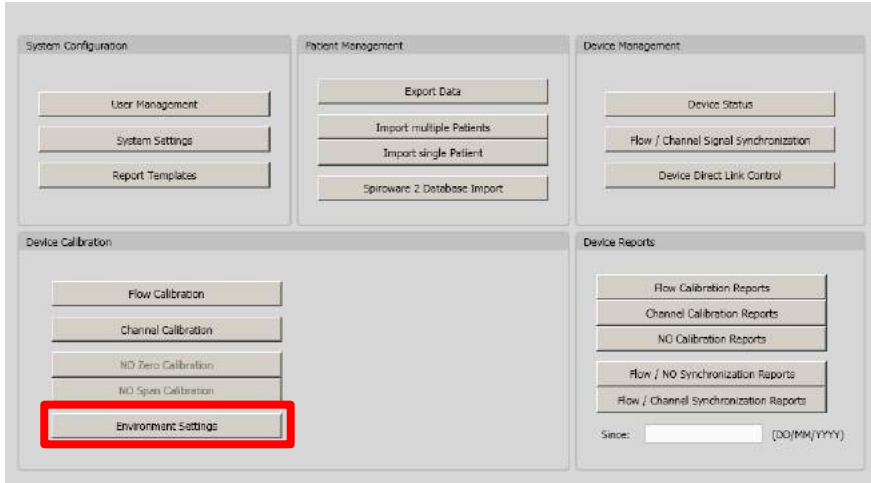 System Configuration
User Management
System Settings
Report Templates
Patient Management
Export Data
Import multiple Patients
Import single Patient
Spiroware 2 Database Import
Device Management
Device Status
Flow / Channel Signal Synchronization
Device Direct Link Control
Device Calibration
Flow Calibration
Channel Calibration
NO Zero Calibration
NO Span Calibration
Environment Settings
Device Reports
Flow Calibration Reports
Channel Calibration Reports
NO Calibration Reports
Flow / NO Synchronization Reports
Flow / Channel Synchronization Reports
Since: (DD/MM/YYYY)